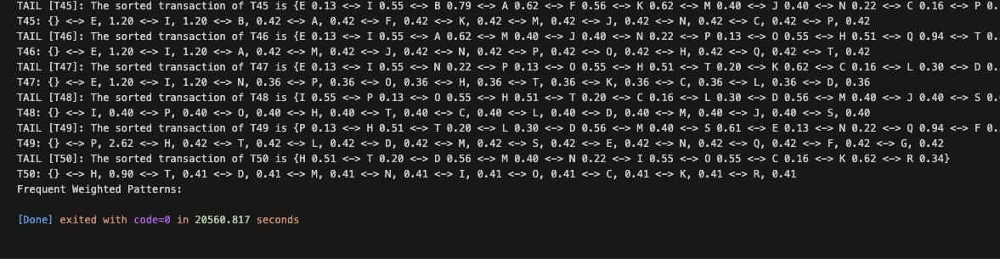 TAIL [T45]: The sorted transaction of T45 is {E 0.13 <-> I 0.55 <-> B 0.79 <-> A 0.62 <-> F 0.56 <-> K 0.62 <-> M 0.40 <-> J 0.40 <-> N 0.22 <-> C 0.16 <-> P 0.
T45: {} <-> E, 1.20 <-> I, 1.20 <-> B, 0.42 <-> A, 0.42 <-> F, 0.42 <-> K, 0.42 <-> M, 0.42 <-> J, 0.42 <-> N, 0.42 <-> C, 0.42 <-> P, 0.42
TAIL [T46]: The sorted transaction of T46 is {E 0.13 <-> I 0.55 <-> A 0.62 <-> M 0.40 <-> J 0.40 <-> N 0.22 <-> P 0.13 <-> O 0.55 <-> H 0.51 <-> Q 0.94 <-> T 0.
T46: {} <-> E, 1.20 <-> I, 1.20 <-> A, 0.42 <-> M, 0.42 <-> J, 0.42 <-> N, 0.42 <-> P, 0.42 <-> O, 0.42 <-> H, 0.42 <-> Q, 0.42 <-> T, 0.42
TAIL [T47]: The sorted transaction of T47 is {E 0.13 <-> I 0.55 <-> N 0.22 <-> P 0.13 <-> O 0.55 <-> H 0.51 <-> T 0.20 <-> K 0.62 <-> C 0.16 <-> L 0.30 <-> D 0.
T47: {} <-> E, 1.20 <-> I, 1.20 <-> N, 0.36 <-> P, 0.36 <-> O, 0.36 <-> H, 0.36 <-> T, 0.36 <-> K, 0.36 <-> C, 0.36 <-> L, 0.36 <-> D, 0.36
TAIL [T48]: The sorted transaction of T48 is {I 0.55 <-> P 0.13 <-> O 0.55 <-> H 0.51 <-> T 0.20 <-> C 0.16 <-> L 0.30 <-> D 0.56 <-> M 0.40 <-> J 0.40 <-> S 0.
T48: {} <-> I, 0.40 <-> P, 0.40 <-> O, 0.40 <-> H, 0.40 <-> T, 0.40 <-> C, 0.40 <-> L, 0.40 <-> D, 0.40 <-> M, 0.40 <-> J, 0.40 <-> S, 0.40
TAIL [T49]: The sorted transaction of T49 is {P 0.13 <-> H 0.51 <-> T 0.20 <-> L 0.30 <-> D 0.56 <-> M 0.40 <-> S 0.61 <-> E 0.13 <-> N 0.22 <-> Q 0.94 <-> F 0.
T49: {} <-> P, 2.62 <-> H, 0.42 <-> T, 0.42 <-> L, 0.42 <-> D, 0.42 <-> M, 0.42 <-> S, 0.42 <-> E, 0.42 <-> N, 0.42 <-> Q, 0.42 <-> F, 0.42 <-> G, 0.42
TAIL [T50]: The sorted transaction of T50 is {H 0.51 <-> T 0.20 <-> D 0.56 <-> M 0.40 <-> N 0.22 <-> I 0.55 <-> O 0.55 <-> C 0.16 <-> K 0.62 <-> R 0.34}
T50: {} <-> H, 0.90 <-> T, 0.41 <-> D, 0.41 <-> M, 0.41 <-> N, 0.41 <-> I, 0.41 <-> O, 0.41 <-> C, 0.41 <-> K, 0.41 <-> R, 0.41
Frequent Weighted Patterns:
[Done] exited with code=0 in 20560.817 seconds